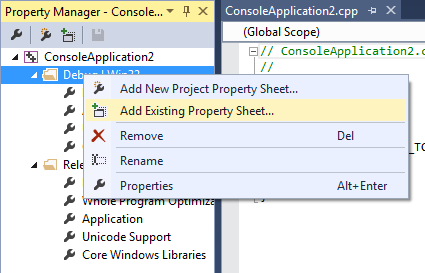 Property Manager - Console...
ConsoleApplication2
Debug | Win32
Add New Project Property Sheet...
Add Existing Property Sheet...
Remove Del
Rename
Properties Alt+Enter
Rele
Whole Program Optimiza
Application
Unicode Support
Core Windows Libraries
ConsoleApplication2.cpp
(Global Scope)
// ConsoleApplication2.c
//
_TC